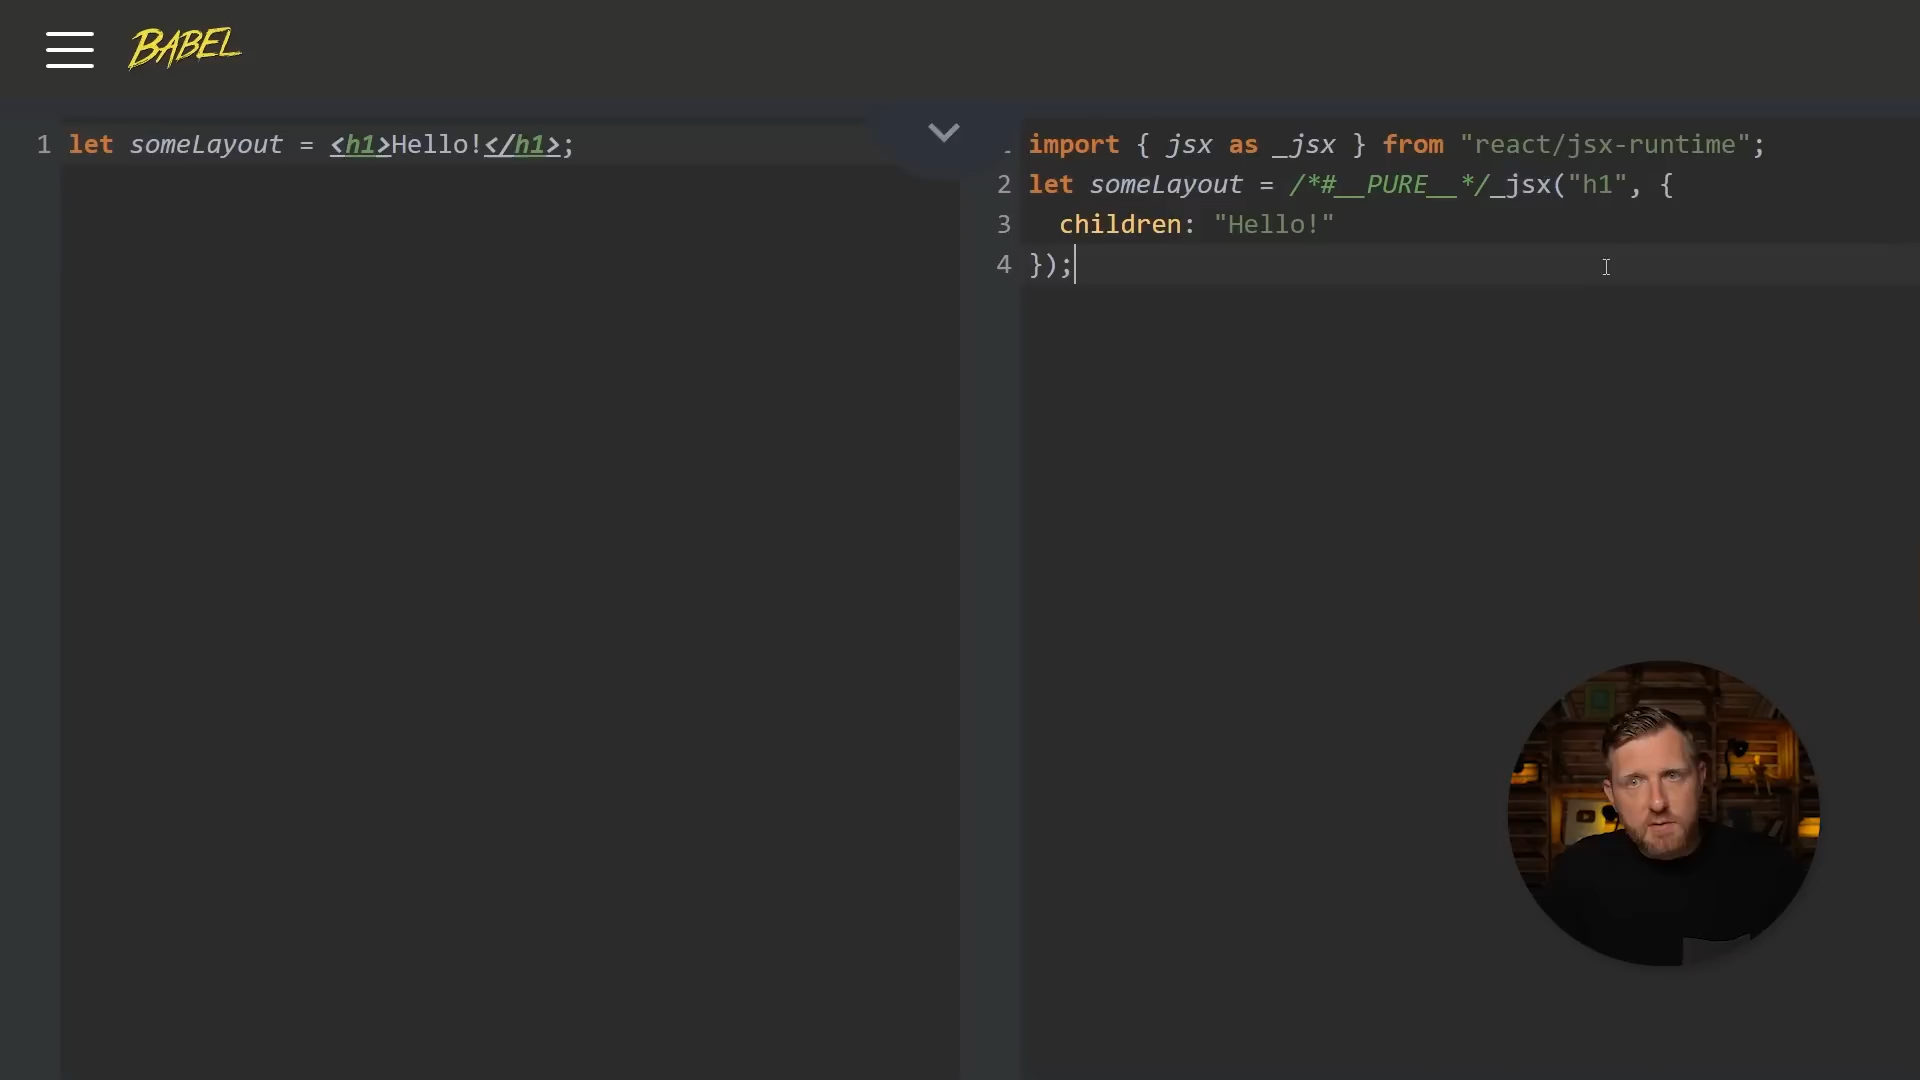 BABEL
1 let someLayout = <h1>Hello!</h1>;
import { jsx as _jsx } from "react/jsx-runtime";
2 let someLayout = /*#__PURE__*/_jsx("h1", {
3 children: "Hello!"
4 });